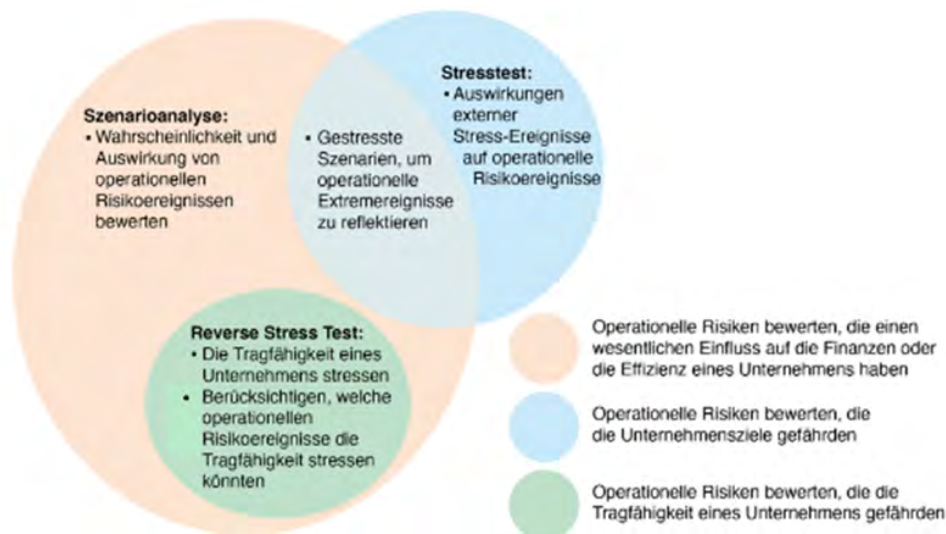 Szenarioanalyse:
• Wahrscheinlichkeit und
Auswirkung von
operationellen
Risikoereignissen
bewerten
• Gestresste
Szenarien, um
operationelle
Extremereignisse
zu reflektieren
Stresstest:
• Auswirkungen
externer
Stress-Ereignisse
auf operationelle
Risikoereignisse
Reverse Stress Test:
• Die Tragfähigkeit eines
Unternehmens stressen
• Berücksichtigen, welche
operationellen
Risikoereignisse die
Tragfähigkeit stressen
könnten
Operationelle Risiken bewerten, die einen
wesentlichen Einfluss auf die Finanzen oder
die Effizienz eines Unternehmens haben
Operationelle Risiken bewerten, die
die Unternehmensziele gefährden
Operationelle Risiken bewerten, die die
Tragfähigkeit eines Unternehmens gefährden